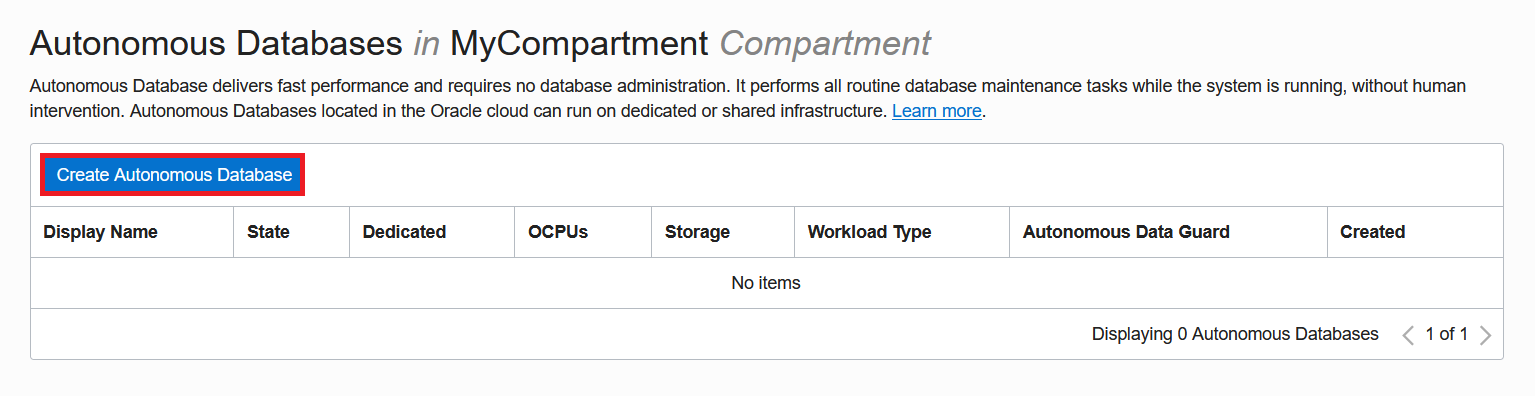 Autonomous Databases in MyCompartment Compartment
Autonomous Database delivers fast performance and requires no database administration. It performs all routine database maintenance tasks while the system is running, without human
intervention. Autonomous Databases located in the Oracle cloud can run on dedicated or shared infrastructure. Learn more.
Create Autonomous Database
Display Name State Dedicated OCPUs Storage Workload Type Autonomous Data Guard Created
No items
Displaying 0 Autonomous Databases < 1 of 1 >